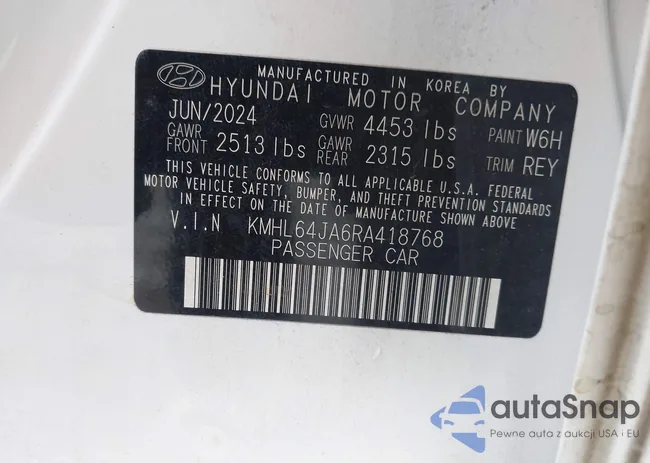 MANUFACTURED IN KOREA BY
HYUNDAI MOTOR COMPANY
JUN/2024 GVWR 4453 lbs PAINT W6H
GAWR FRONT 2513 lbs GAWR REAR 2315 lbs TRIM REY
THIS VEHICLE CONFORMS TO ALL APPLICABLE U.S.A. FEDERAL
MOTOR VEHICLE SAFETY, BUMPER, AND THEFT PREVENTION STANDARDS
IN EFFECT ON THE DATE OF MANUFACTURE SHOWN ABOVE
V.I.N KMHL64JA6RA418768
PASSENGER CAR
autaSnap
Pewne auta z aukcji USA i EU